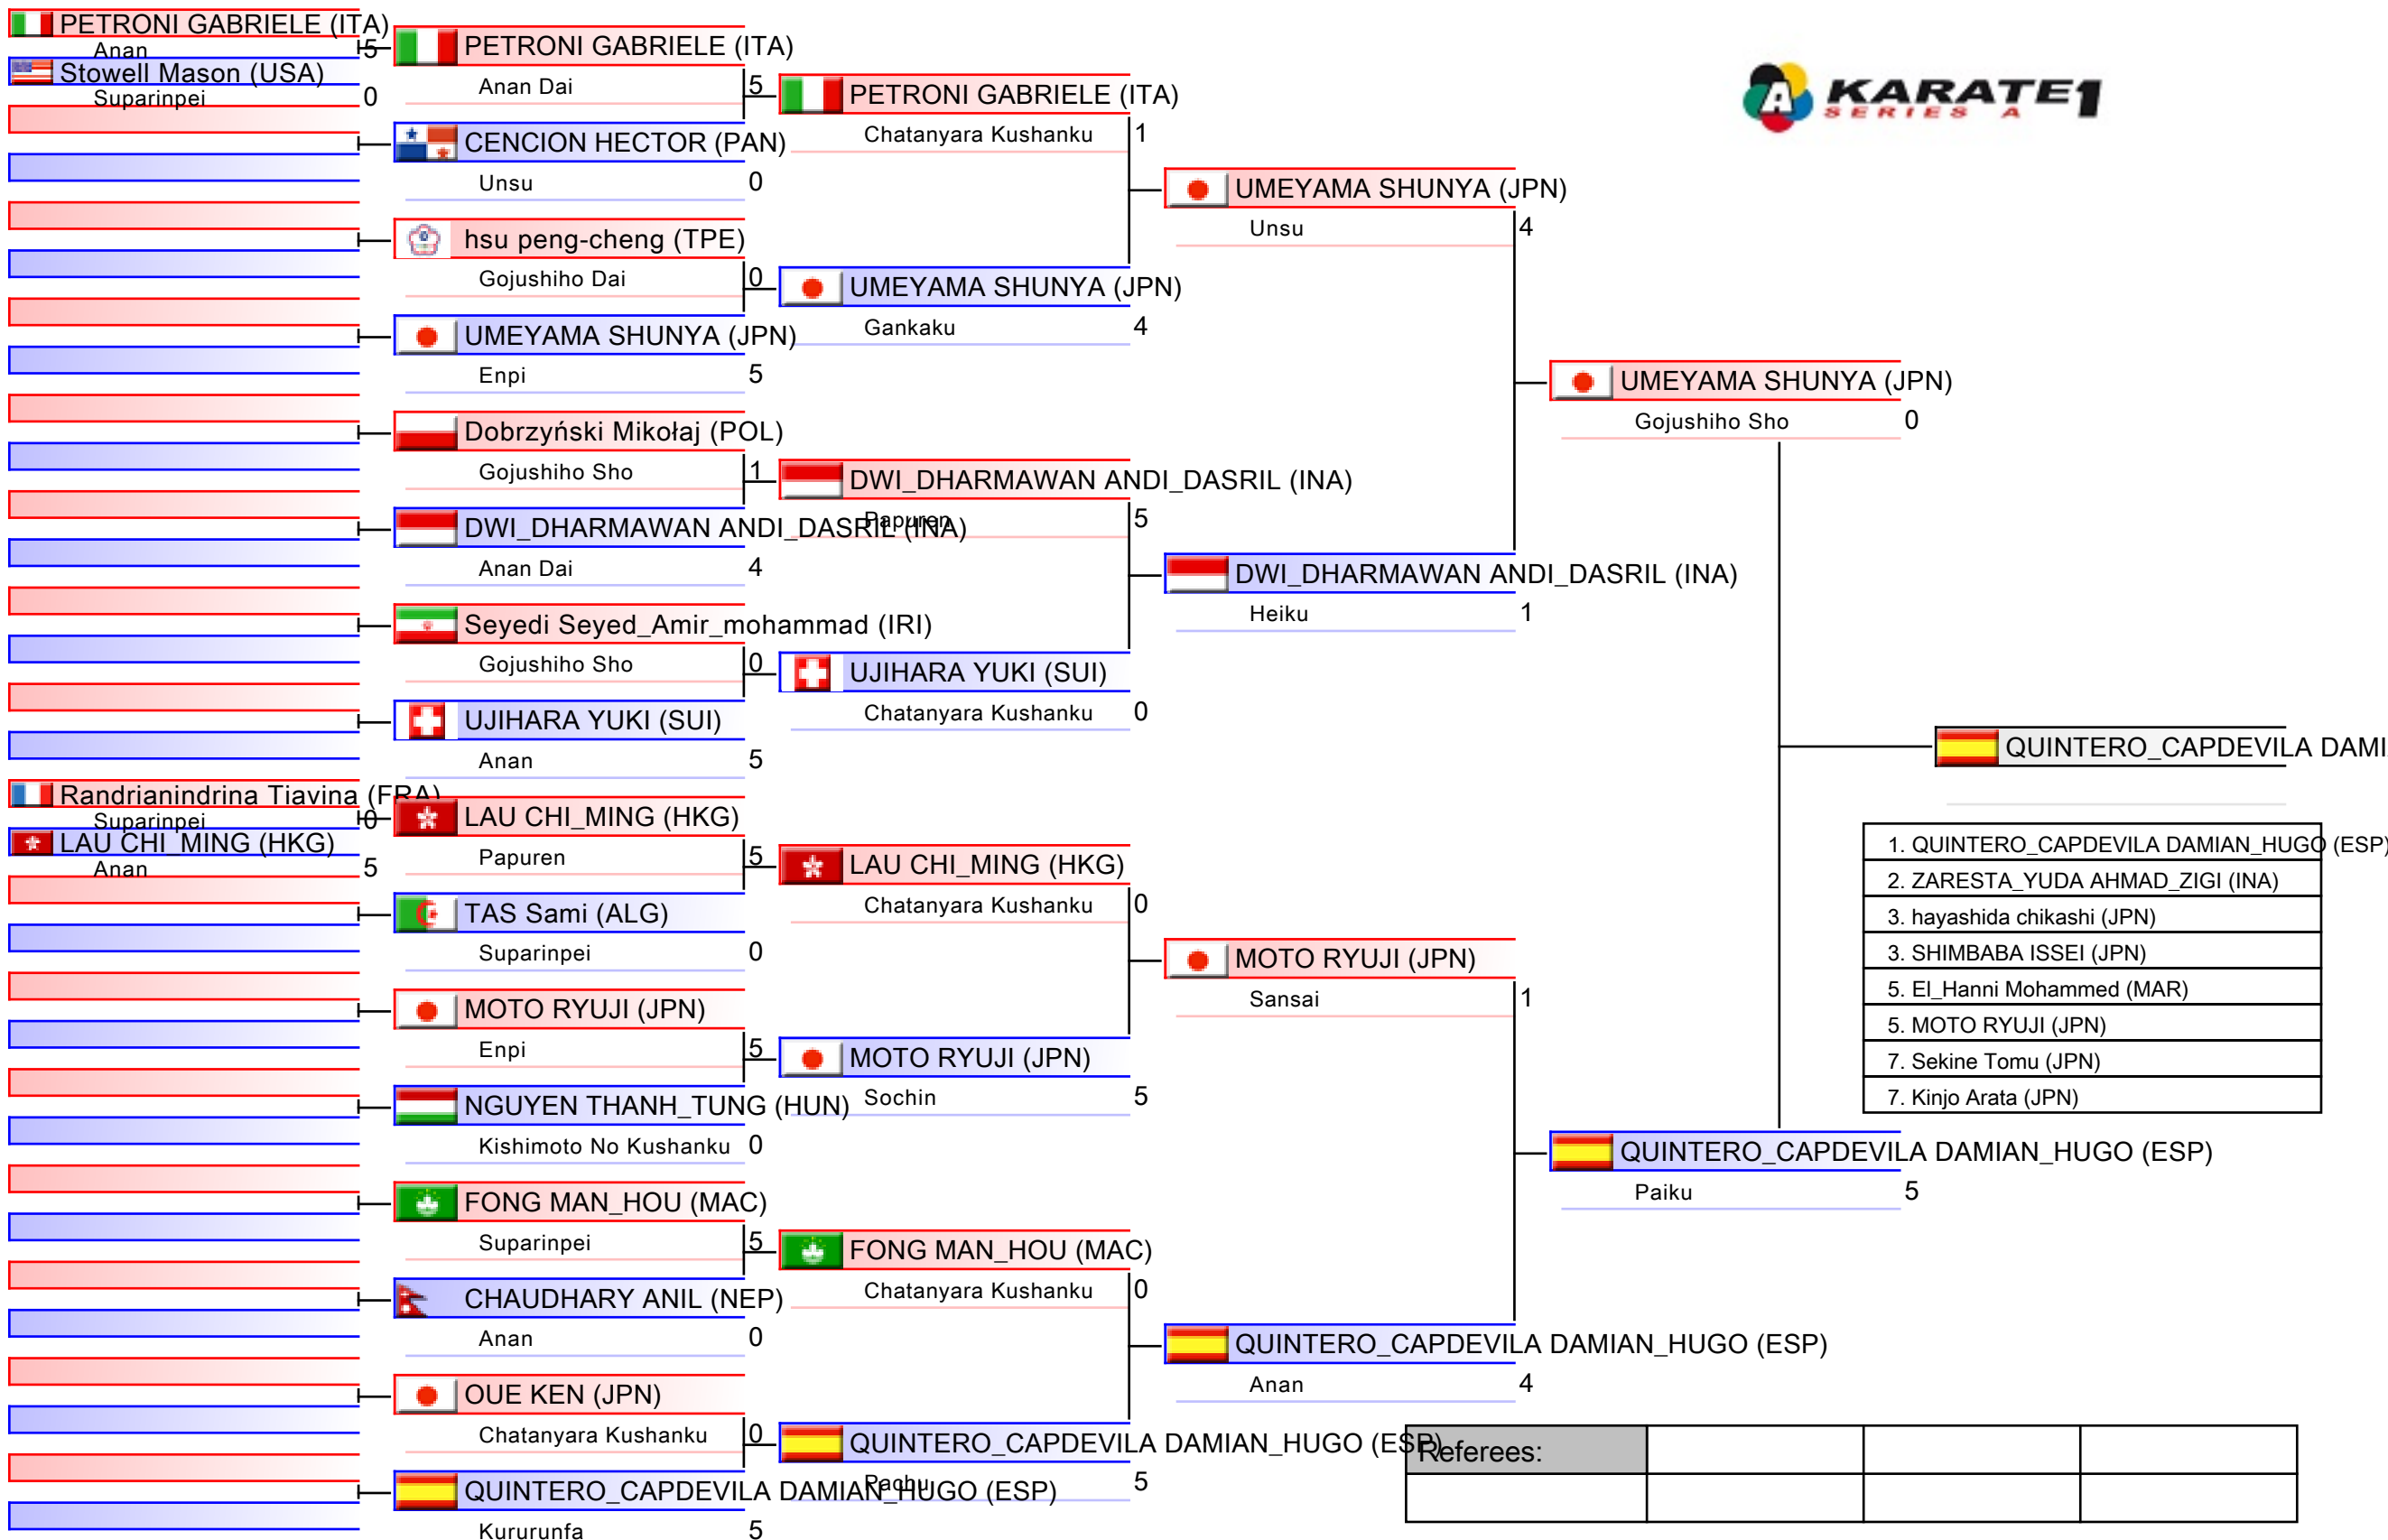 PETRONI GABRIELE (ITA)
Anan 5
Stowell Mason (USA)
Suparinpei 0
Randrianindrina Tiavina (FRA)
Suparinpei 0
LAU CHI_MING (HKG)
Anan 5
PETRONI GABRIELE (ITA)
Anan Dai 5
CENCION HECTOR (PAN)
Unsu 0
hsu peng-cheng (TPE)
Gojushiho Dai 0
UMEYAMA SHUNYA (JPN)
Enpi 5
Dobrzyński Mikołaj (POL)
Gojushiho Sho 1
DWI_DHARMAWAN ANDI_DASRIL (INA)
Anan Dai 4
Seyedi Seyed_Amir_mohammad (IRI)
Gojushiho Sho 0
UJIHARA YUKI (SUI)
Anan 5
LAU CHI_MING (HKG)
Papuren 5
TAS Sami (ALG)
Suparinpei 0
MOTO RYUJI (JPN)
Enpi 5
NGUYEN THANH_TUNG (HUN)
Kishimoto No Kushanku 0
FONG MAN_HOU (MAC)
Suparinpei 5
CHAUDHARY ANIL (NEP)
Anan 0
OUE KEN (JPN)
Chatanyara Kushanku 0
QUINTERO_CAPDEVILA DAMIAN_HUGO (ESP)
Kururunfa 5
PETRONI GABRIELE (ITA)
Chatanyara Kushanku 1
UMEYAMA SHUNYA (JPN)
Gankaku 4
DWI_DHARMAWAN ANDI_DASRIL (INA)
Papuren 5
UJIHARA YUKI (SUI)
Chatanyara Kushanku 0
LAU CHI_MING (HKG)
Chatanyara Kushanku 0
MOTO RYUJI (JPN)
Sochin 5
FONG MAN_HOU (MAC)
Chatanyara Kushanku 0
QUINTERO_CAPDEVILA DAMIAN_HUGO (ESP)
Pachu 5
UMEYAMA SHUNYA (JPN)
Unsu 4
DWI_DHARMAWAN ANDI_DASRIL (INA)
Heiku 1
MOTO RYUJI (JPN)
Sansai 1
QUINTERO_CAPDEVILA DAMIAN_HUGO (ESP)
Anan 4
UMEYAMA SHUNYA (JPN)
Gojushiho Sho 0
QUINTERO_CAPDEVILA DAMIAN_HUGO (ESP)
Paiku 5
A KARATE1
SERIES A
QUINTERO_CAPDEVILA DAMI
1. QUINTERO_CAPDEVILA DAMIAN_HUGO (ESP)
2. ZARESTA_YUDA AHMAD_ZIGI (INA)
3. hayashida chikashi (JPN)
3. SHIMBABA ISSEI (JPN)
5. El_Hanni Mohammed (MAR)
5. MOTO RYUJI (JPN)
7. Sekine Tomu (JPN)
7. Kinjo Arata (JPN)
Referees: